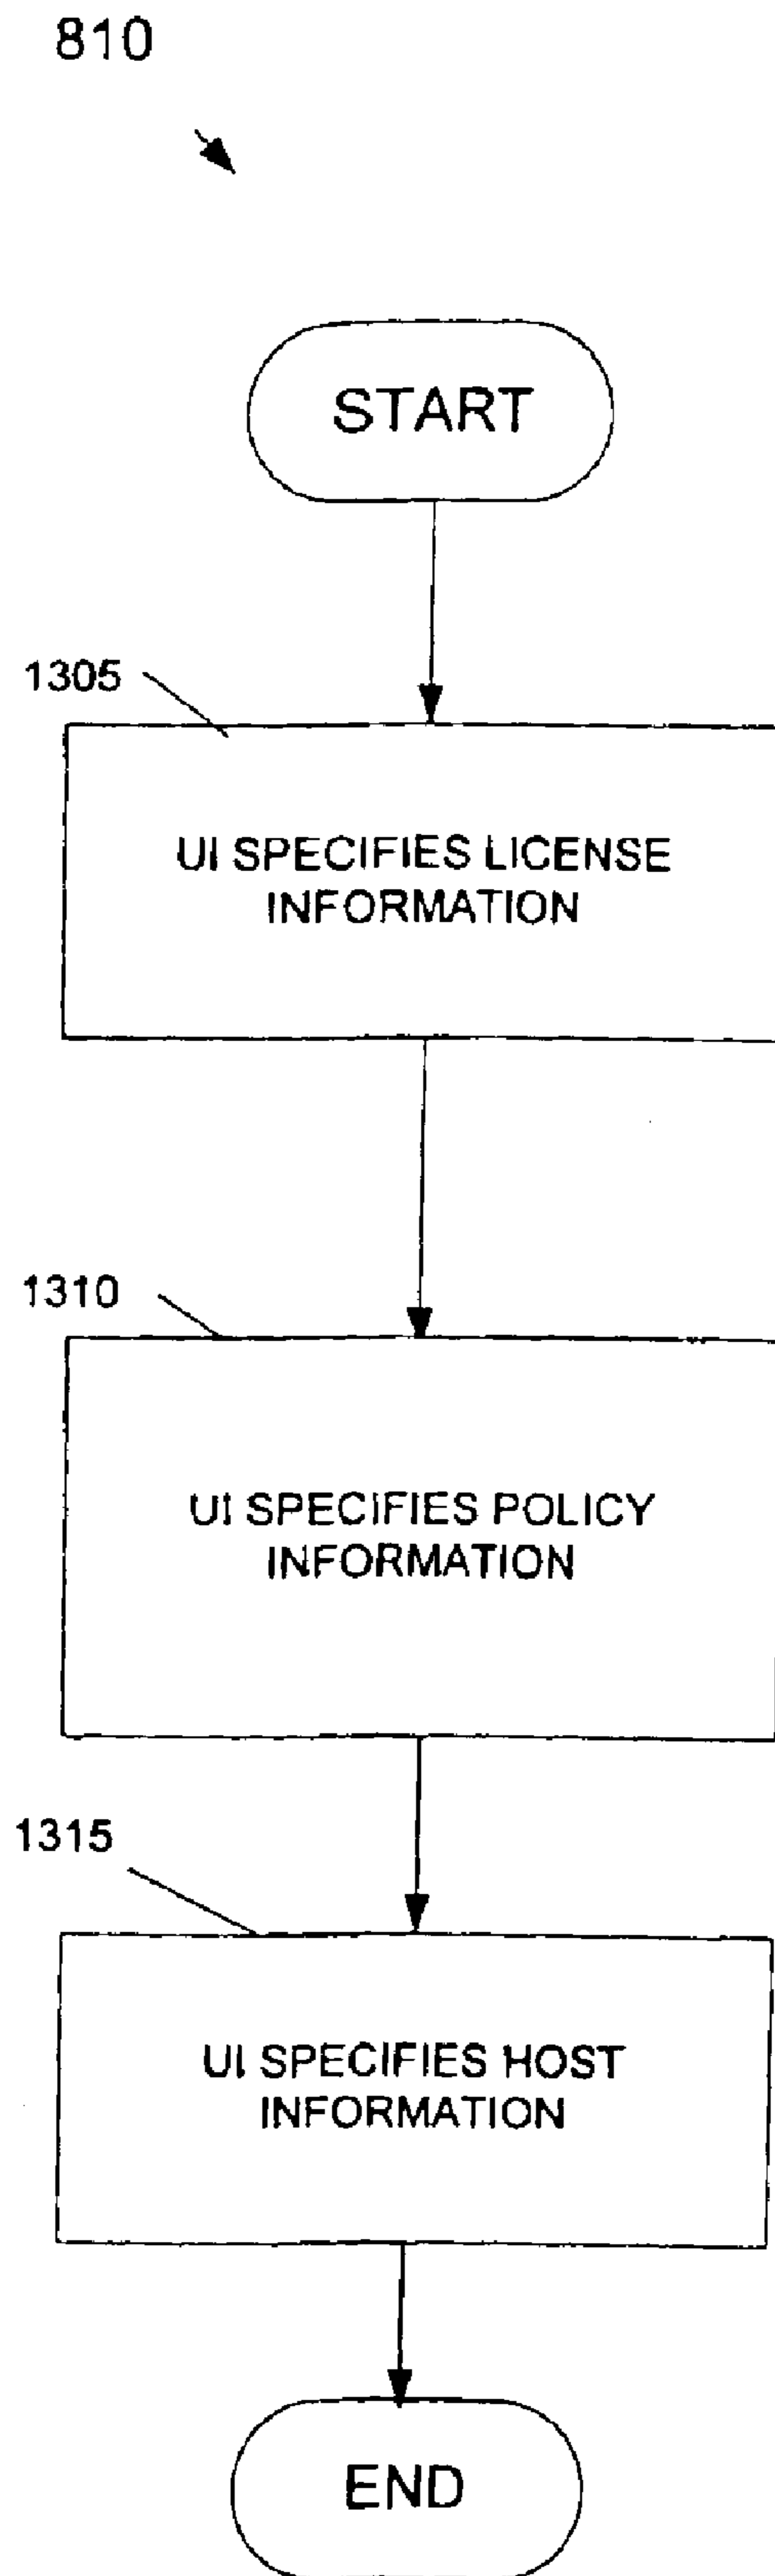 810
START
1305
UI SPECIFIES LICENSE
INFORMATION
1310
UI SPECIFIES POLICY
INFORMATION
1315
UI SPECIFIES HOST
INFORMATION
END